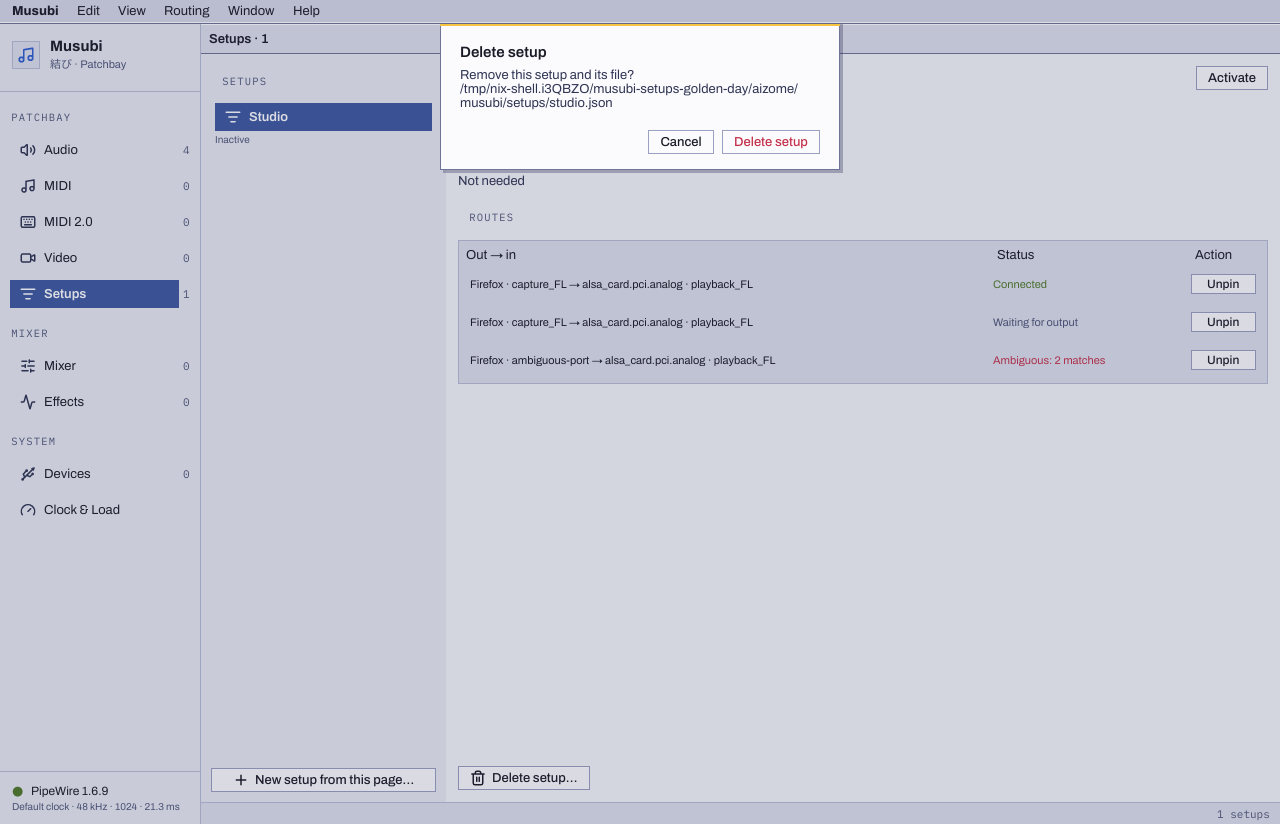 Musubi Edit View Routing Window Help
Musubi
結び · Patchbay
PATCHBAY
Audio 4
MIDI 0
MIDI 2.0 0
Video 0
Setups 1
MIXER
Mixer 0
Effects 0
SYSTEM
Devices 0
Clock & Load
PipeWire 1.6.9
Default clock · 48 kHz · 1024 · 21.3 ms
Setups · 1
SETUPS
Studio
Inactive
New setup from this page...
Delete setup
Remove this setup and its file?
/tmp/nix-shell.i3QBZO/musubi-setups-golden-day/aizome/
musubi/setups/studio.json
Cancel Delete setup
Activate
Not needed
ROUTES
Out → in Status Action
Firefox · capture_FL → alsa_card.pci.analog · playback_FL Connected Unpin
Firefox · capture_FL → alsa_card.pci.analog · playback_FL Waiting for output Unpin
Firefox · ambiguous-port → alsa_card.pci.analog · playback_FL Ambiguous: 2 matches Unpin
Delete setup...
1 setups